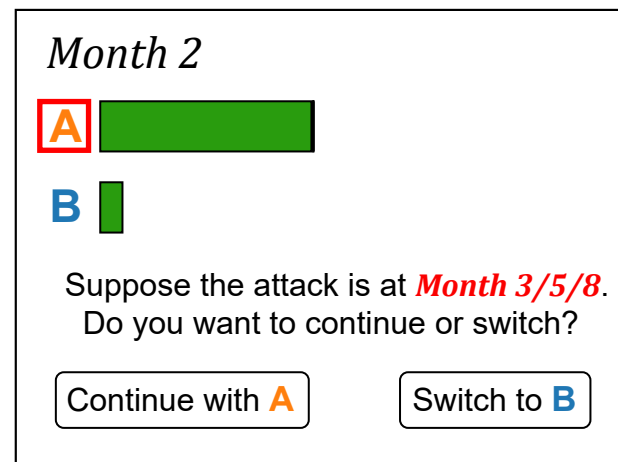 Month 2
A
B
Suppose the attack is at Month 3/5/8.
Do you want to continue or switch?
Continue with A
Switch to B